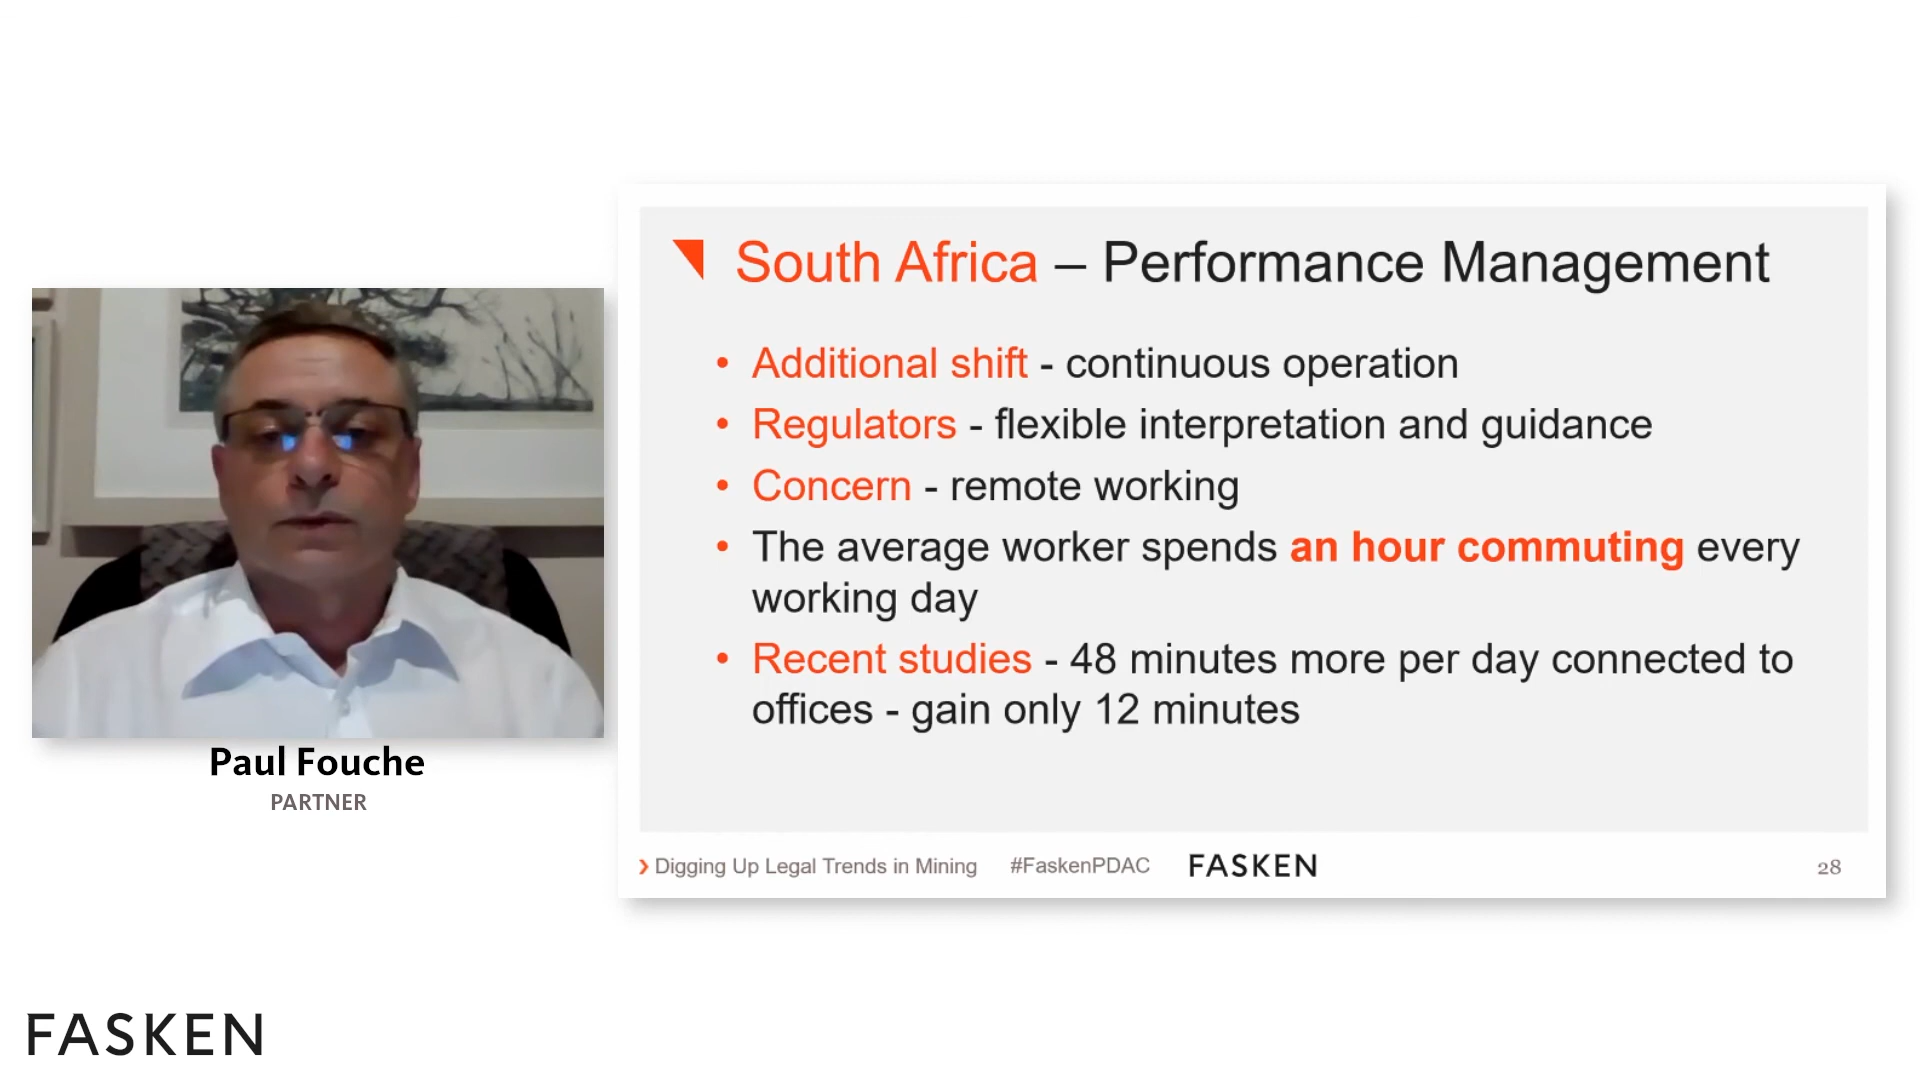 South Africa – Performance Management
• Additional shift - continuous operation
• Regulators - flexible interpretation and guidance
• Concern - remote working
• The average worker spends an hour commuting every
working day
• Recent studies - 48 minutes more per day connected to
offices - gain only 12 minutes
Paul Fouche
PARTNER
Digging Up Legal Trends in Mining #FaskenPDAC FASKEN 28
FASKEN